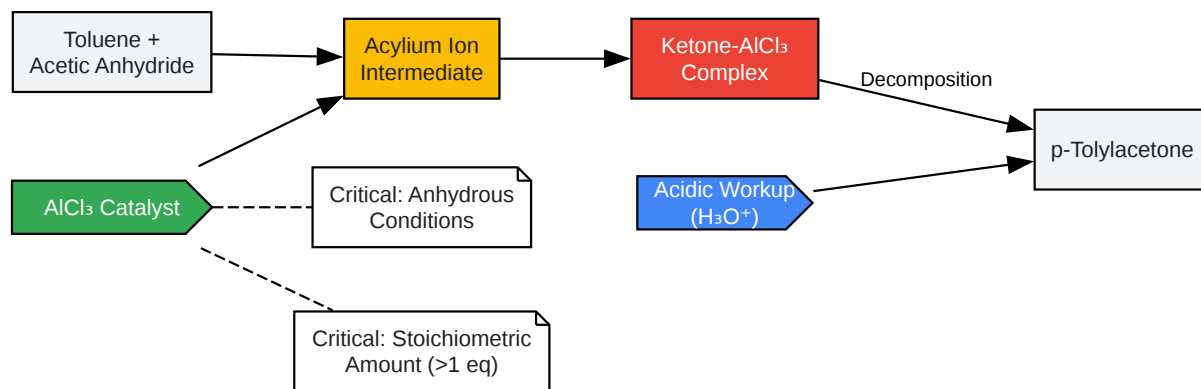 Toluene +
Acetic Anhydride
Acylium Ion
Intermediate
Ketone-AlCl₃
Complex
Decomposition
p-Tolylacetone
AlCl₃ Catalyst
Critical: Anhydrous
Conditions
Acidic Workup
(H₃O⁺)
Critical: Stoichiometric
Amount (>1 eq)